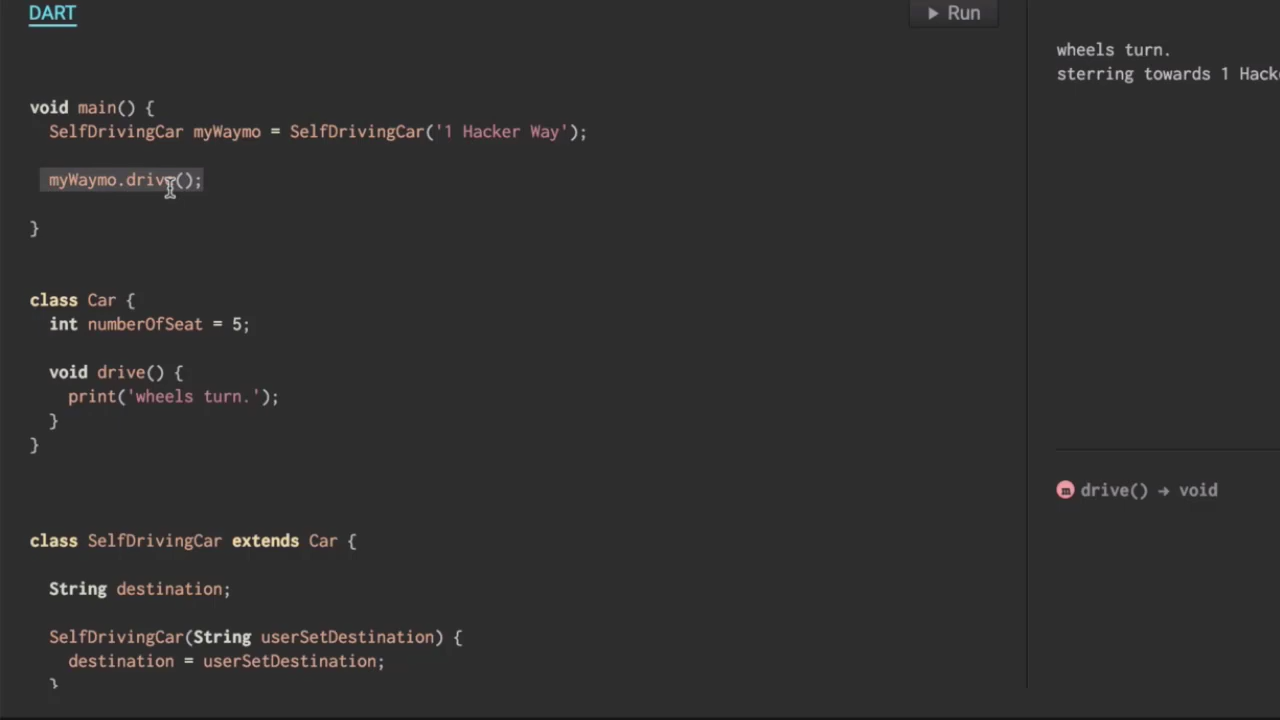 DART
Run
void main() {
SelfDrivingCar myWaymo = SelfDrivingCar('1 Hacker Way');
myWaymo.drive();
}
class Car {
int numberOfSeat = 5;
void drive() {
print('wheels turn.');
}
}
class SelfDrivingCar extends Car {
String destination;
SelfDrivingCar(String userSetDestination) {
destination = userSetDestination;
}
wheels turn.
sterring towards 1 Hack
m drive() → void